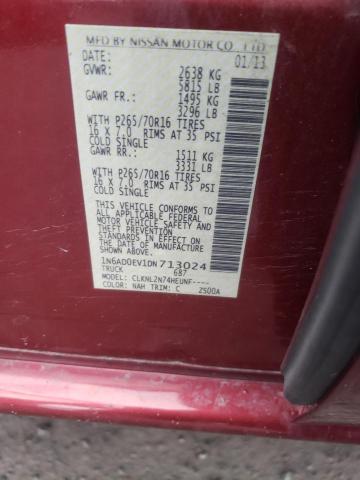 MFD BY NISSAN MOTOR CO., LTD.
DATE: 01/13
GVWR: 2638 KG
5815 LB
GAWR FR.: 1495 KG
3296 LB
WITH P265/70R16 TIRES
16 X 7.0 RIMS AT 35 PSI
COLD SINGLE
GAWR RR.: 1511 KG
3331 LB
WITH P265/70R16 TIRES
16 X 7.0 RIMS AT 35 PSI
COLD SINGLE
THIS VEHICLE CONFORMS TO ALL
APPLICABLE FEDERAL
MOTOR VEHICLE SAFETY AND
THEFT PREVENTION
STANDARDS IN EFFECT ON THE
DATE OF MANUFACTURE SHOWN
ABOVE.
1N6AD0EV1DN713024
TRUCK 687
MODEL: CLKNL2N74HEUNF----
COLOR: NAH TRIM: C 2S00A